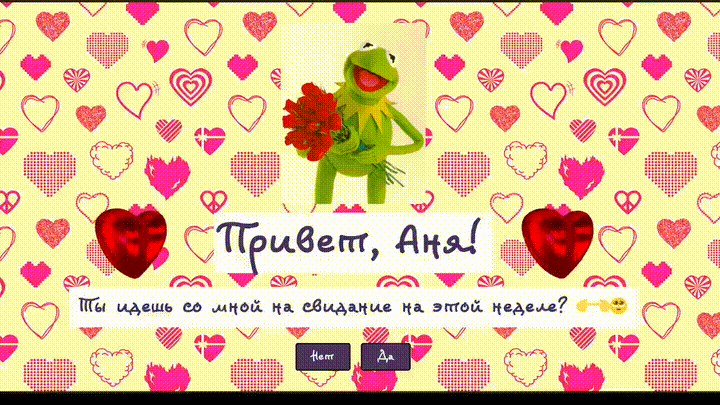 Привет, Аня!
Ты идешь со мной на свидание на этой неделе? 👉👈🥺
Нет
Да